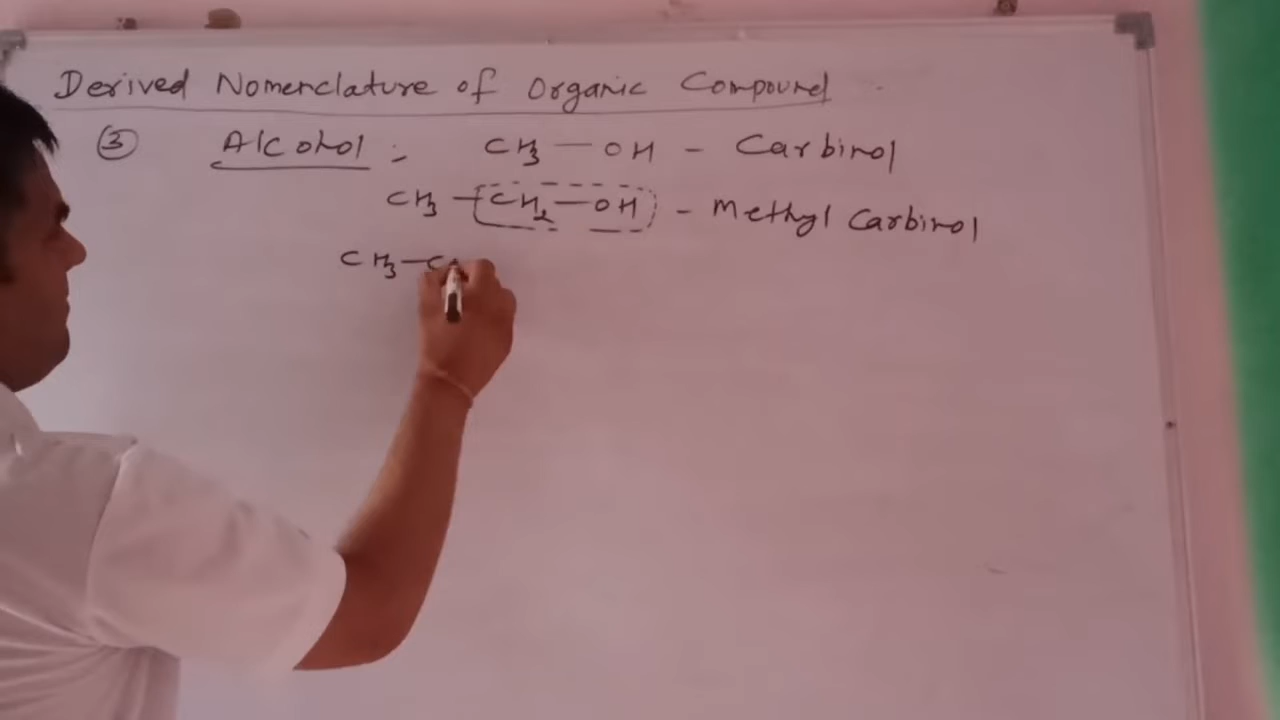 Derived Nomenclature of Organic Compound
③ Alcohol :- CH₃ — OH - Carbinol
CH₃ — CH₂ — OH - Methyl Carbinol
CH₃ — C